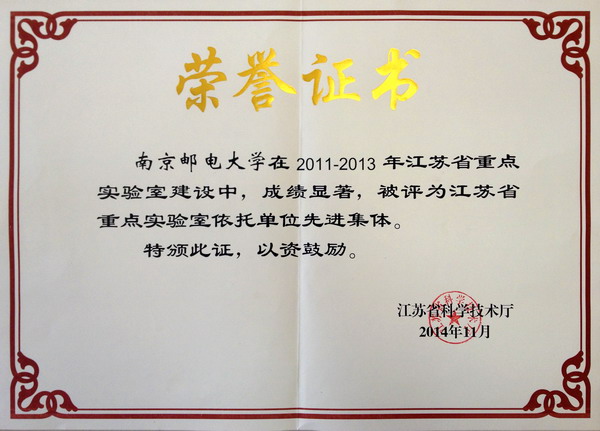 荣誉证书
南京邮电大学在 2011-2013 年江苏省重点
实验室建设中，成绩显著，被评为江苏省
重点实验室依托单位先进集体。
特颁此证，以资鼓励。
江苏省科学技术厅
2014年11月